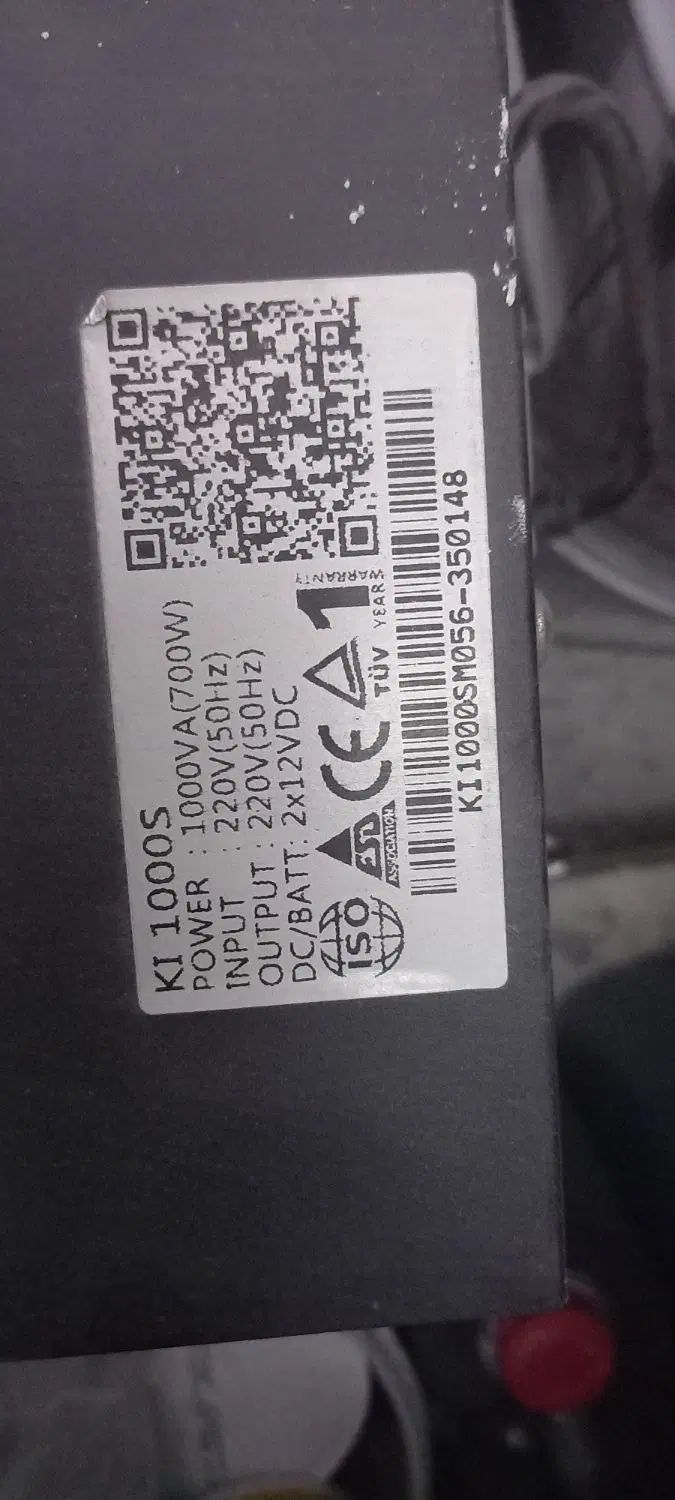 KI 1000S
POWER : 1000VA(700W)
INPUT : 220V(50Hz)
OUTPUT : 220V(50Hz)
DC/BATT: 2x12VDC
ISO
ESD
ASSOCIATION
CE
TÜV
1
YEAR WARRANTY
KI1000SM056-350148